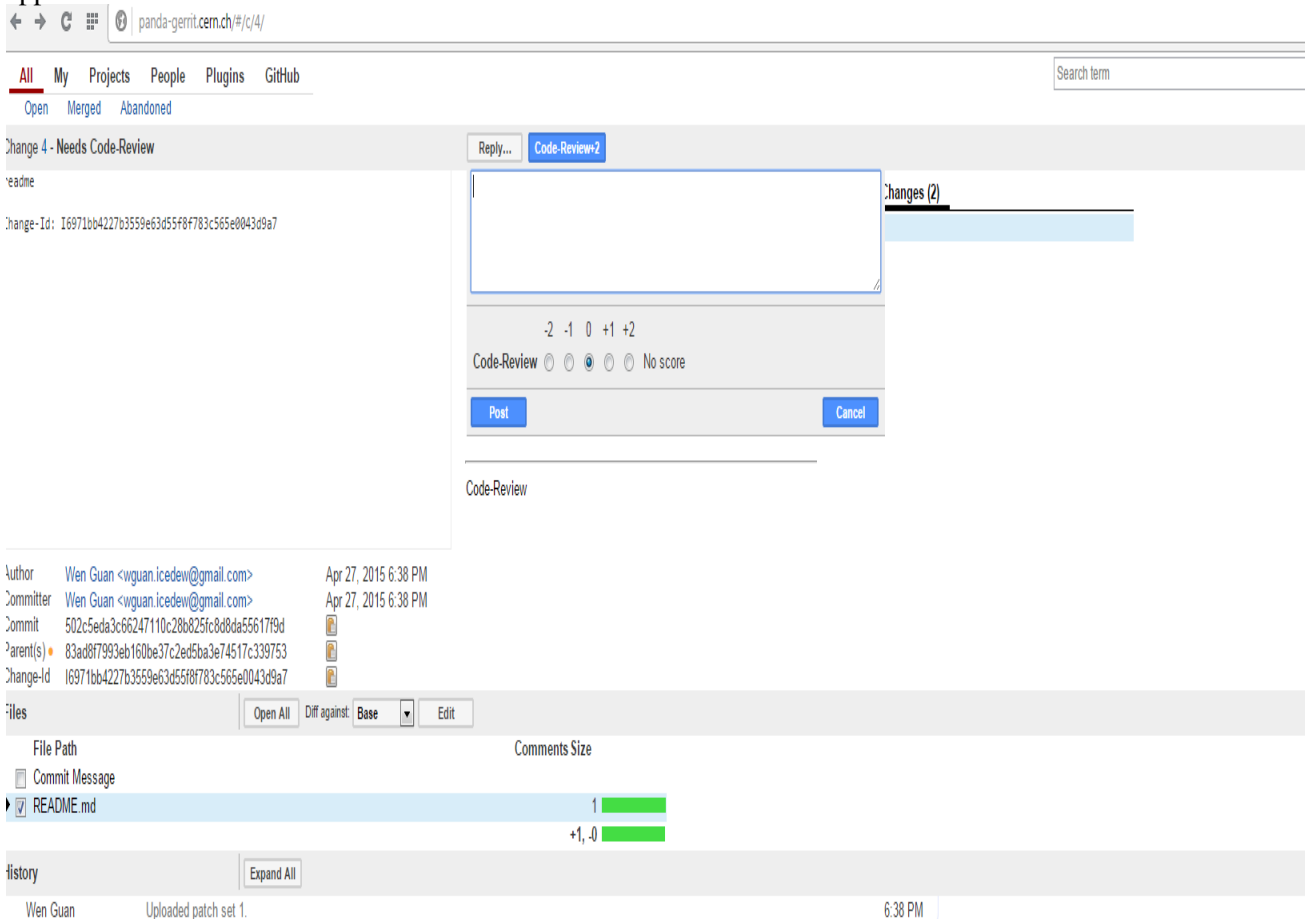 panda-gerrit.cern.ch/#/c/4/
All My Projects People Plugins GitHub
Search term
Open Merged Abandoned
Change 4 - Needs Code-Review
Reply... Code-Review+2
readme
Changes (2)
Change-Id: I6971bb4227b3559e63d55f8f783c565e0043d9a7
-2 -1 0 +1 +2
Code-Review No score
Post Cancel
Code-Review
Author Wen Guan <wguan.icedew@gmail.com> Apr 27, 2015 6:38 PM
Committer Wen Guan <wguan.icedew@gmail.com> Apr 27, 2015 6:38 PM
Commit 502c5eda3c66247110c28b825fc8d8da55617f9d
Parent(s) 83ad8f7993eb160be37c2ed5ba3e74517c339753
Change-Id I6971bb4227b3559e63d55f8f783c565e0043d9a7
Files Open All Diff against: Base Edit
File Path Comments Size
Commit Message
README.md 1
+1, -0
History Expand All
Wen Guan Uploaded patch set 1. 6:38 PM